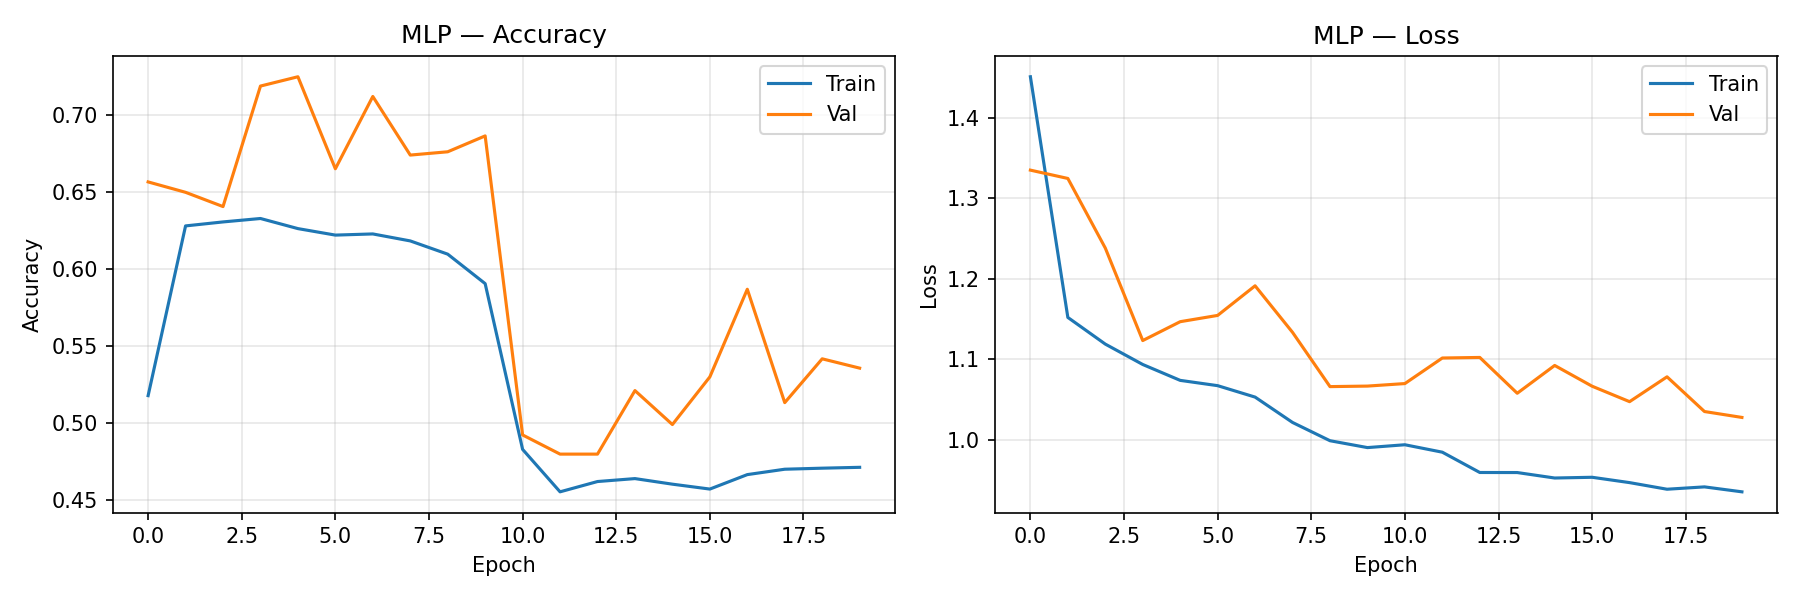 MLP — Accuracy
Train
Val
0.70
0.65
0.60
0.55
0.50
0.45
Accuracy
0.0 2.5 5.0 7.5 10.0 12.5 15.0 17.5
Epoch
MLP — Loss
Train
Val
1.4
1.3
1.2
1.1
1.0
Loss
0.0 2.5 5.0 7.5 10.0 12.5 15.0 17.5
Epoch